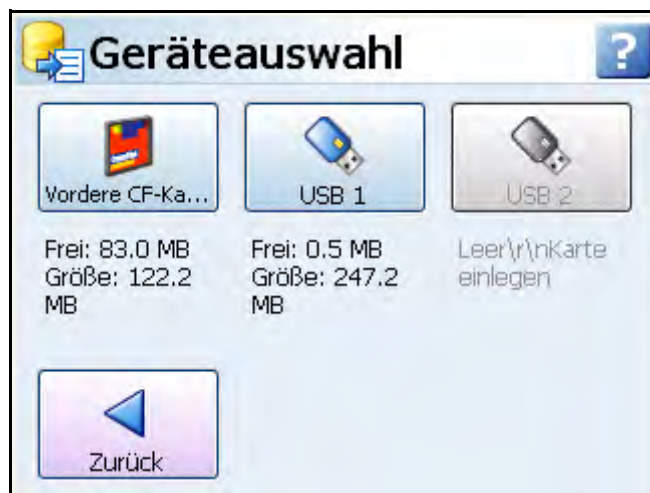 Geräteauswahl
?
Vordere CF-Ka...
USB 1
USB 2
Frei: 83.0 MB
Größe: 122.2
MB
Frei: 0.5 MB
Größe: 247.2
MB
Leer\r\nKarte
einlegen
Zurück